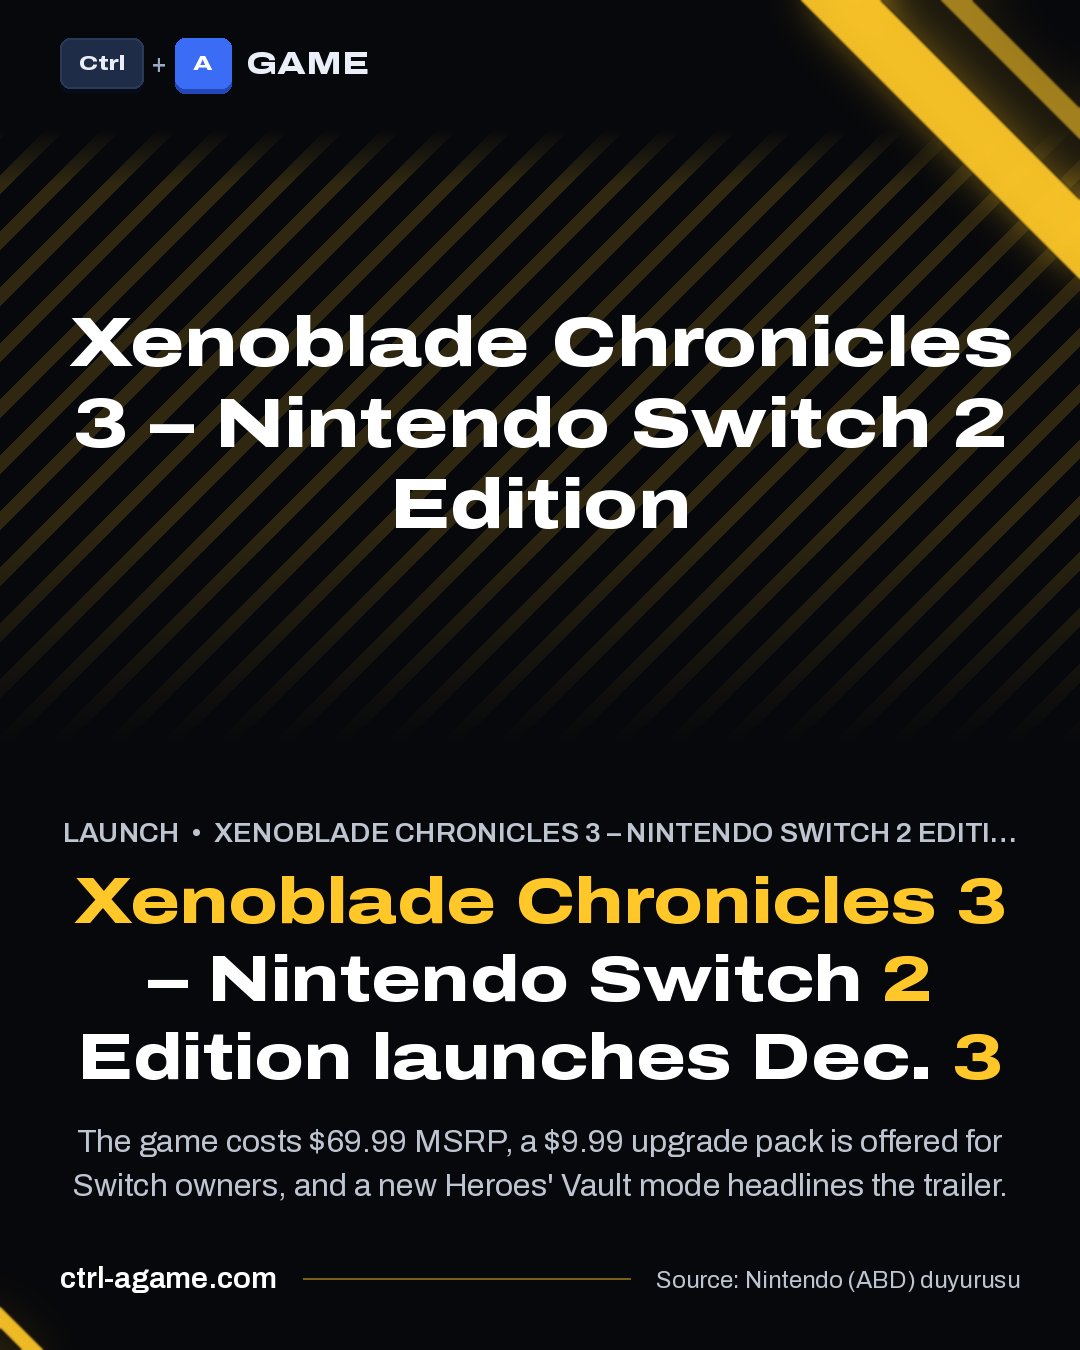 Ctrl + A GAME
Xenoblade Chronicles
3 – Nintendo Switch 2
Edition
LAUNCH • XENOBLADE CHRONICLES 3 – NINTENDO SWITCH 2 EDITI...
Xenoblade Chronicles 3
– Nintendo Switch 2
Edition launches Dec. 3
The game costs $69.99 MSRP, a $9.99 upgrade pack is offered for
Switch owners, and a new Heroes' Vault mode headlines the trailer.
ctrl-agame.com
Source: Nintendo (ABD) duyurusu